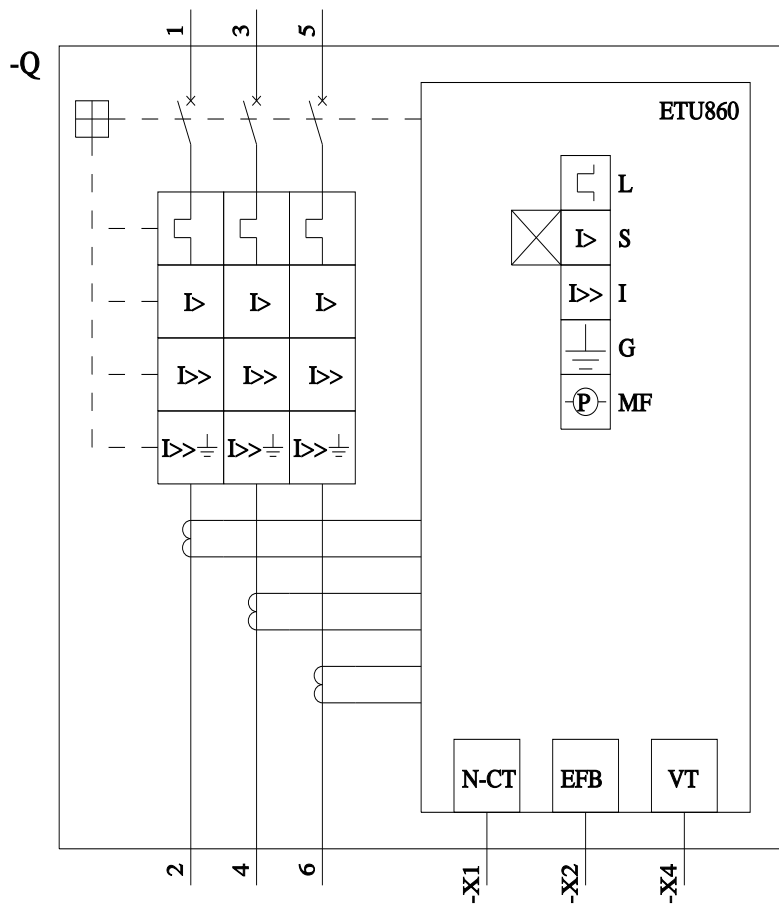 1 3 5
-Q
ETU860
L
I> S
I> I> I>
I>> I
G
I>> I>> I>>
P MF
I>> I>> I>>
N-CT EFB VT
2 4 6 -X1 -X2 -X4